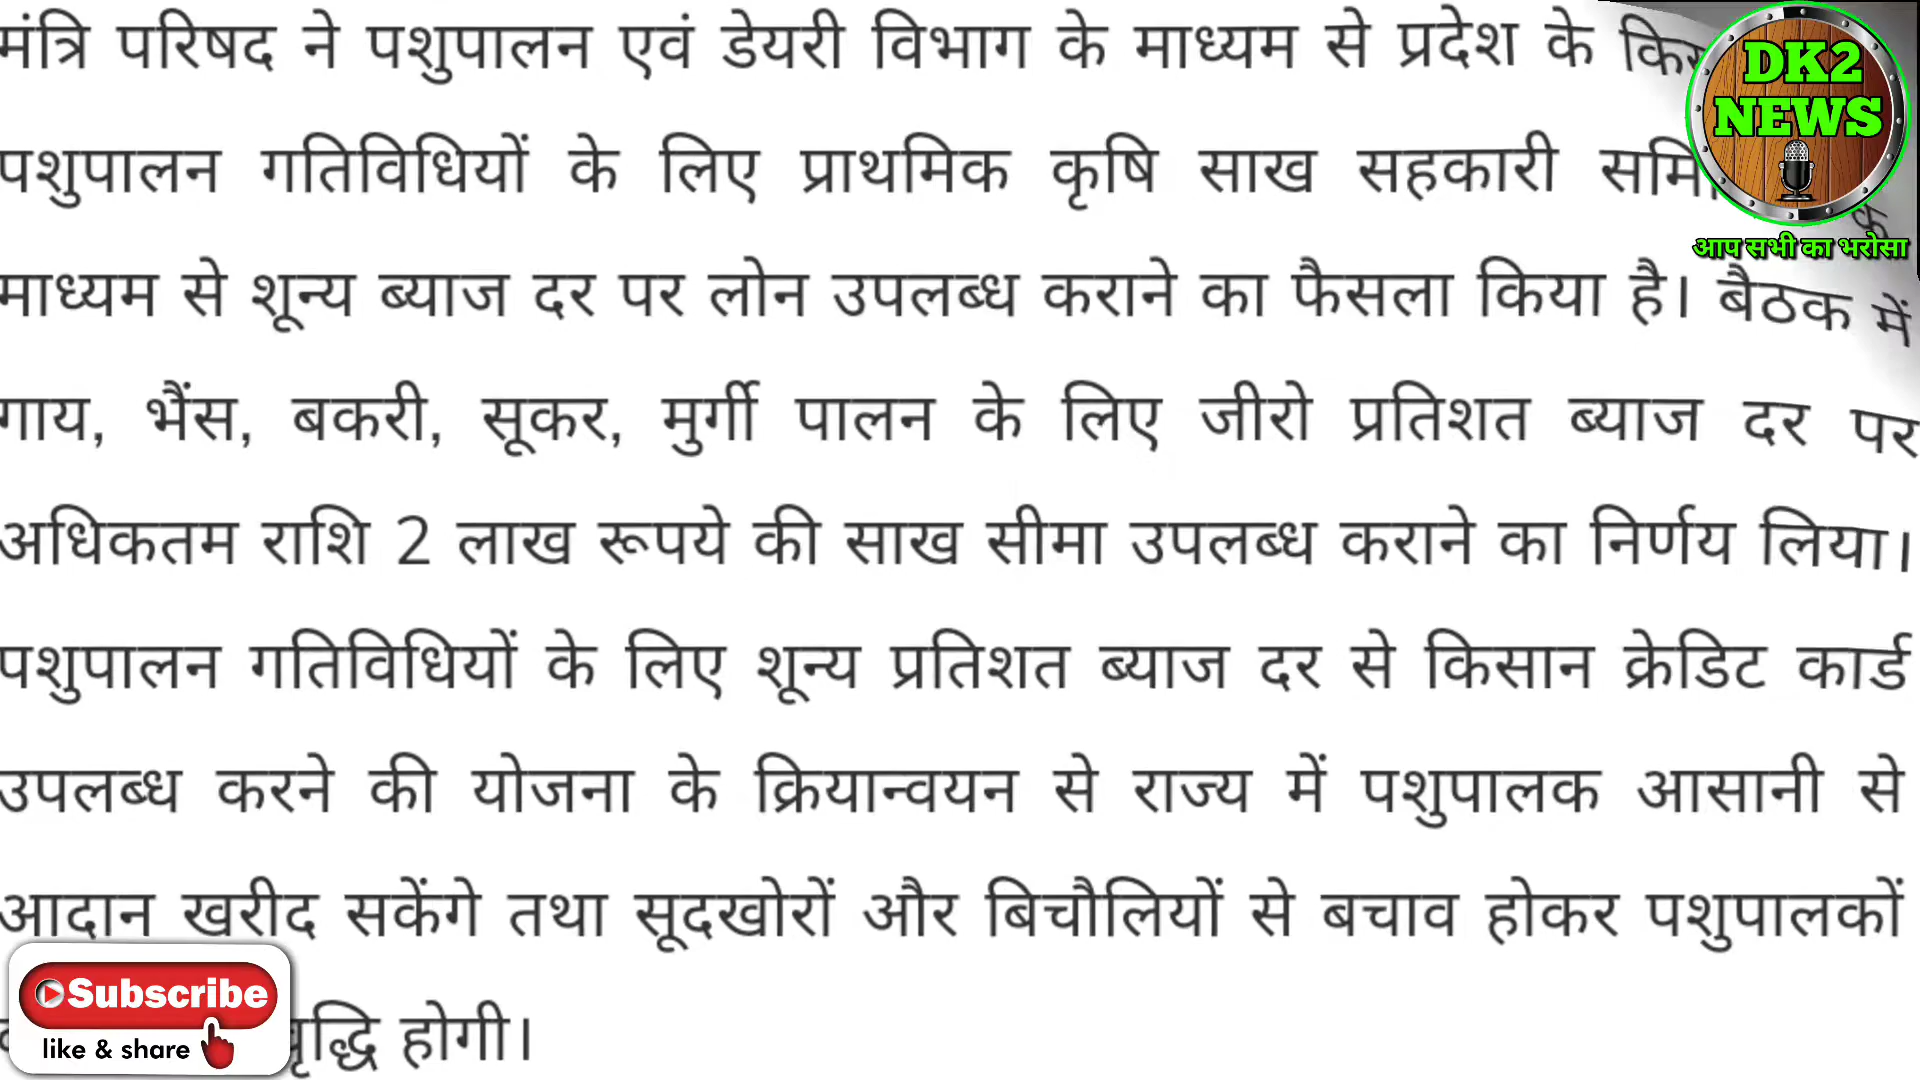 मंत्रि परिषद ने पशुपालन एवं डेयरी विभाग के माध्यम से प्रदेश के
पशुपालन गतिविधियों के लिए प्राथमिक कृषि साख सहकारी
माध्यम से शून्य ब्याज दर पर लोन उपलब्ध कराने का फैसला किया है। बैठक में
गाय, भैंस, बकरी, सूकर, मुर्गी पालन के लिए जीरो प्रतिशत ब्याज दर पर
अधिकतम राशि 2 लाख रूपये की साख सीमा उपलब्ध कराने का निर्णय लिया।
पशुपालन गतिविधियों के लिए शून्य प्रतिशत ब्याज दर से किसान क्रेडिट कार्ड
उपलब्ध करने की योजना के क्रियान्वयन से राज्य में पशुपालक आसानी से
आदान खरीद सकेंगे तथा सूदखोरों और बिचौलियों से बचाव होकर पशुपालकों
वृद्धि होगी।
DK2
NEWS
आप सभी का भरोसा
Subscribe
like & share